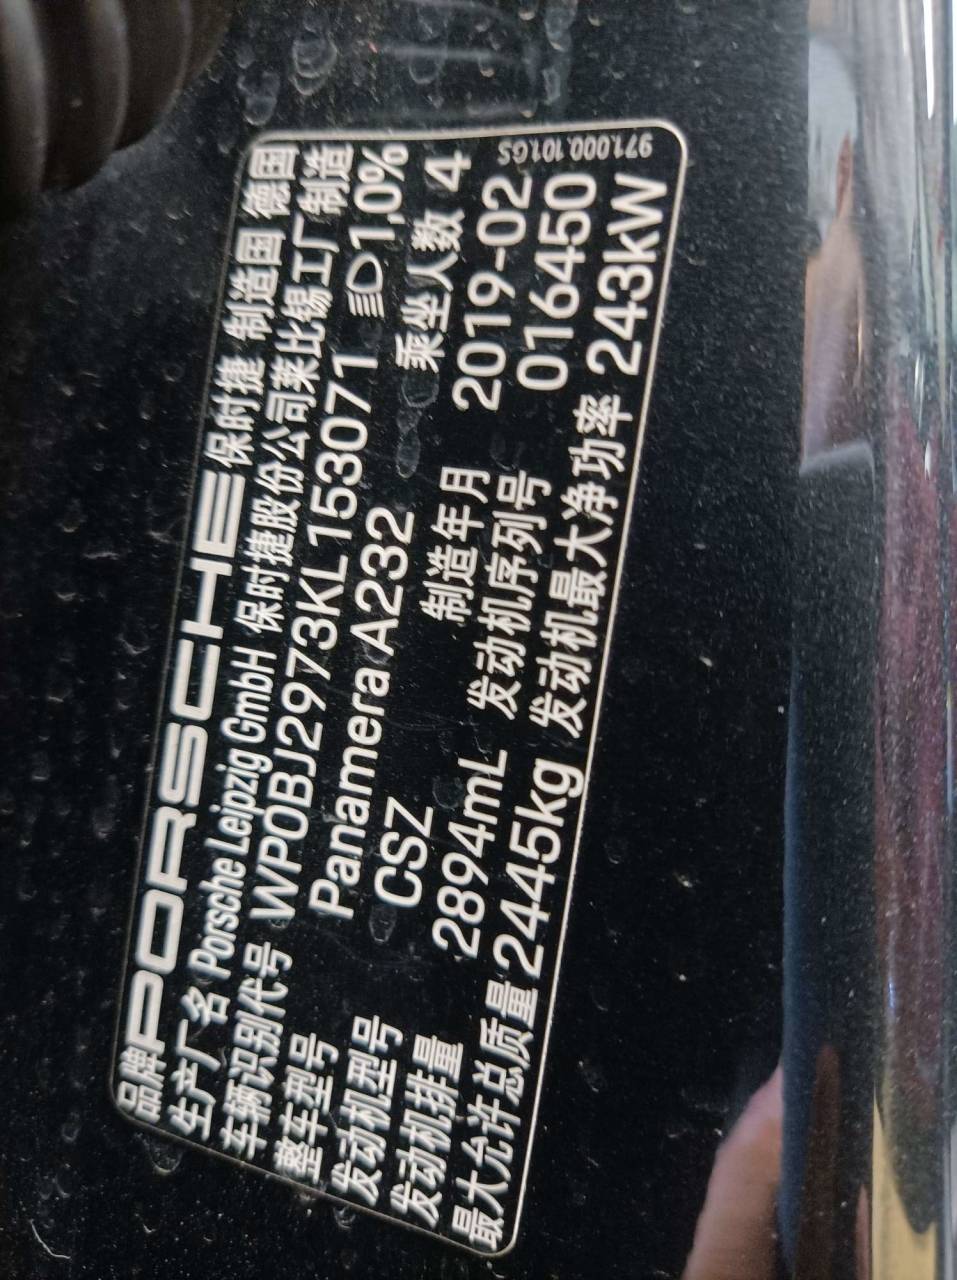 品牌 PORSCHE 保时捷 制造国 德国
生产厂名 Porsche Leipzig GmbH 保时捷股份公司莱比锡工厂制造
车辆识别代号 WP0BJ2973KL153071 1,0%
整车型号 Panamera A232 乘坐人数 4
发动机型号 CSZ 制造年月 2019-02
发动机排量 2894mL 发动机序列号 016450
最大允许总质量 2445kg 发动机最大净功率 243kW
971.000.101.GS